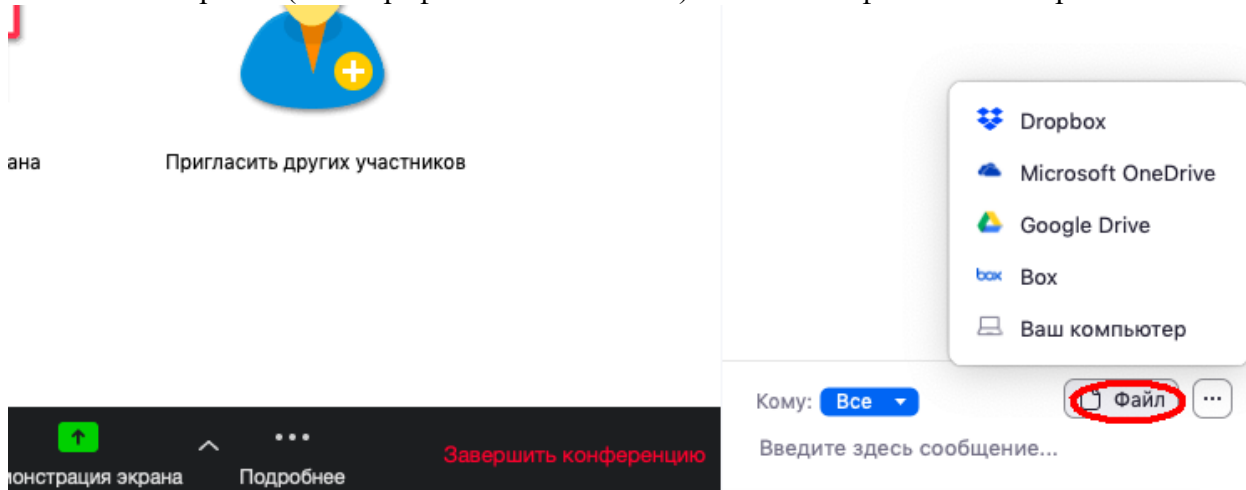 ана
Пригласить других участников
Dropbox
Microsoft OneDrive
Google Drive
box
Box
Ваш компьютер
Кому: Все
Файл
Введите здесь сообщение...
онстрация экрана
Подробнее
Завершить конференцию